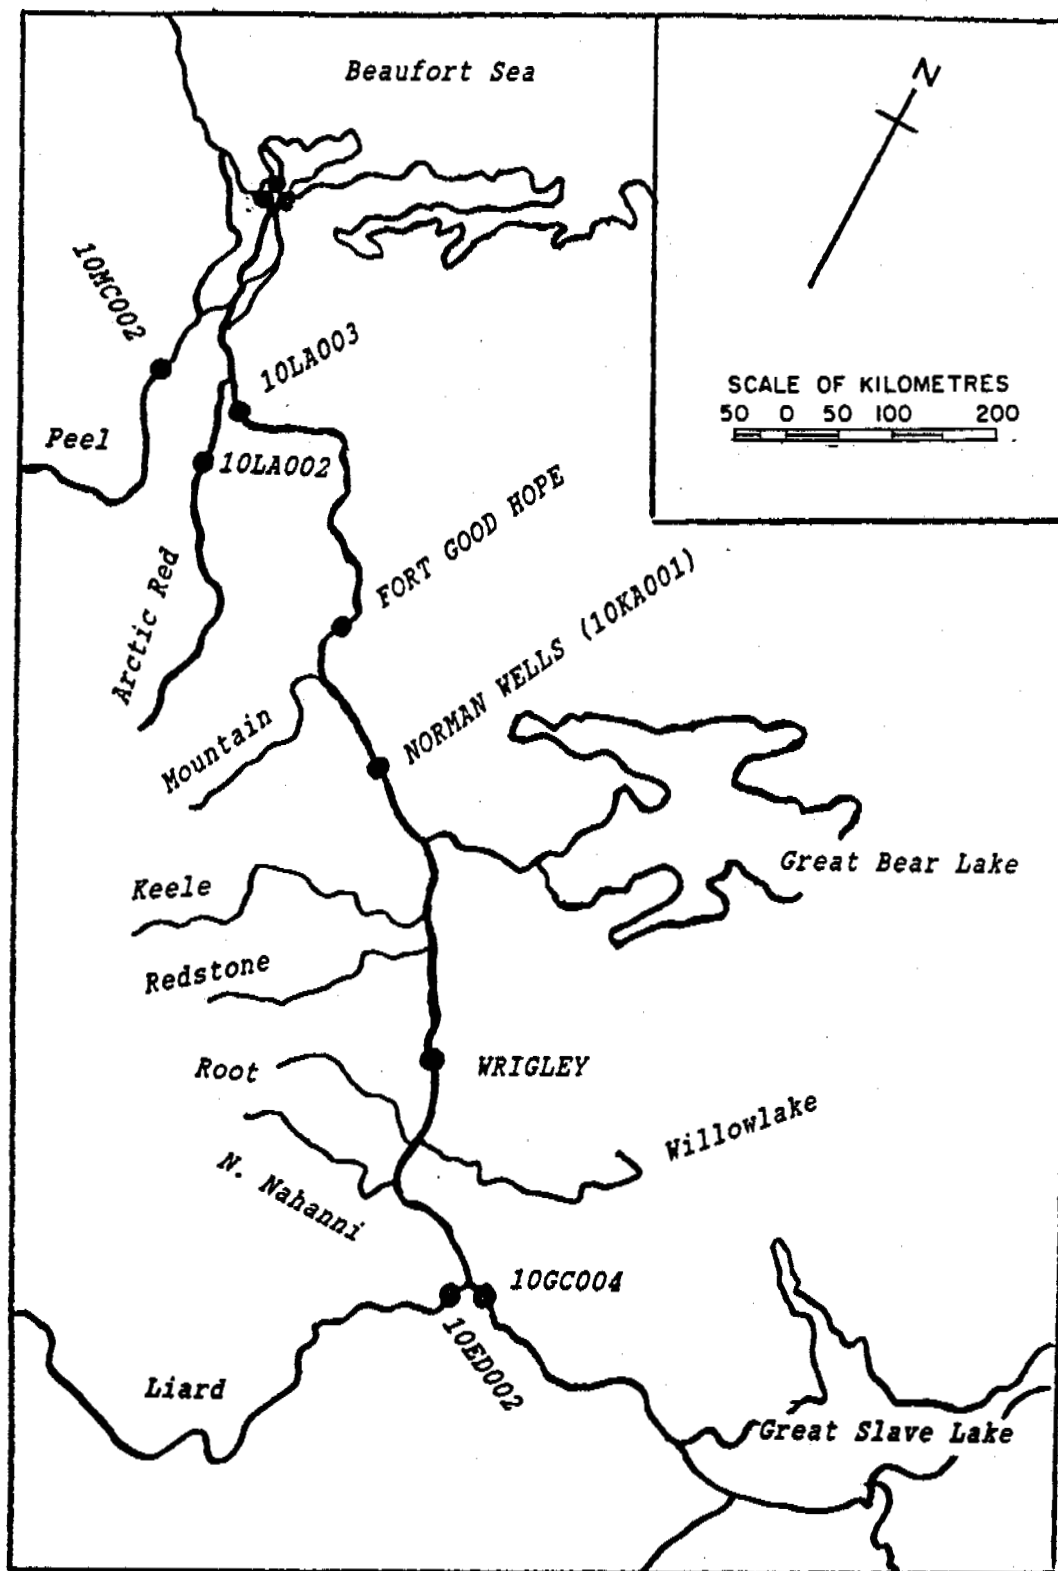 Beaufort Sea
N
10MC002
10LA003
SCALE OF KILOMETRES
50 0 50 100 200
Peel
10LA002
FORT GOOD HOPE
Arctic Red
NORMAN WELLS (10KA001)
Mountain
Great Bear Lake
Keele
Redstone
Root
WRIGLEY
Willowlake
N. Nahanni
10GC004
10ED002
Liard
Great Slave Lake